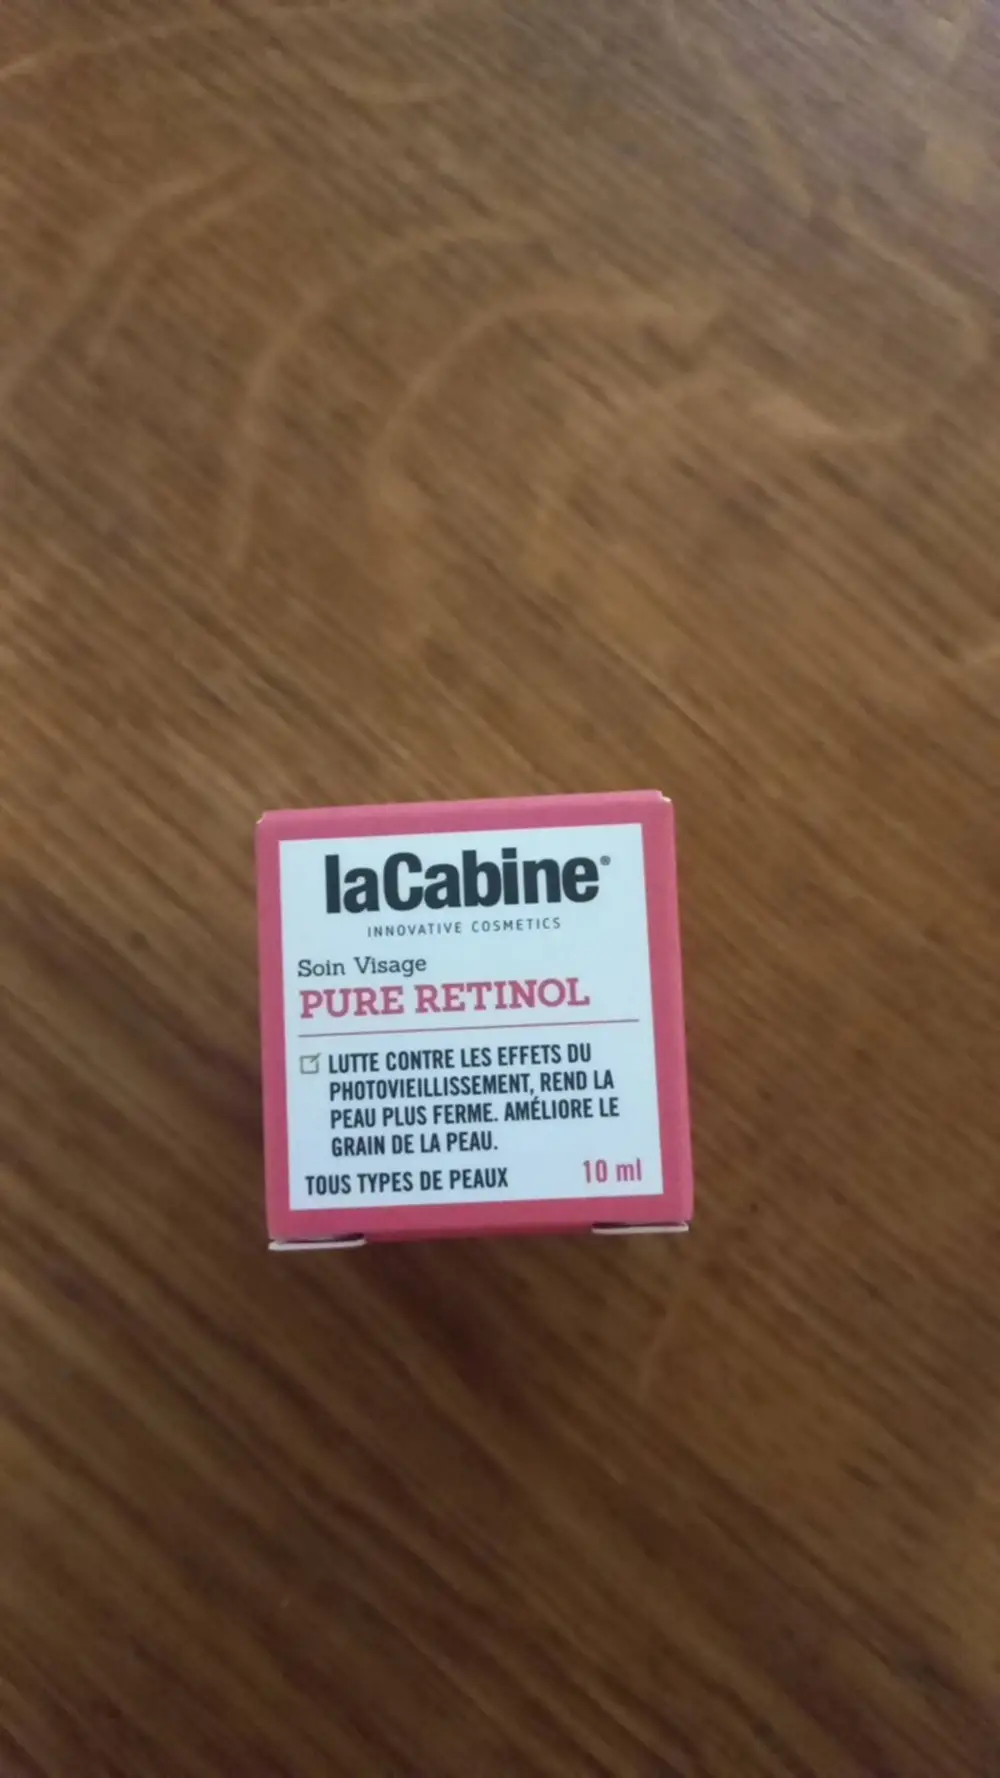 laCabine®
INNOVATIVE COSMETICS
Soin Visage
PURE RETINOL
LUTTE CONTRE LES EFFETS DU
PHOTOVIEILLISSEMENT, REND LA
PEAU PLUS FERME. AMÉLIORE LE
GRAIN DE LA PEAU.
TOUS TYPES DE PEAUX 10 ml